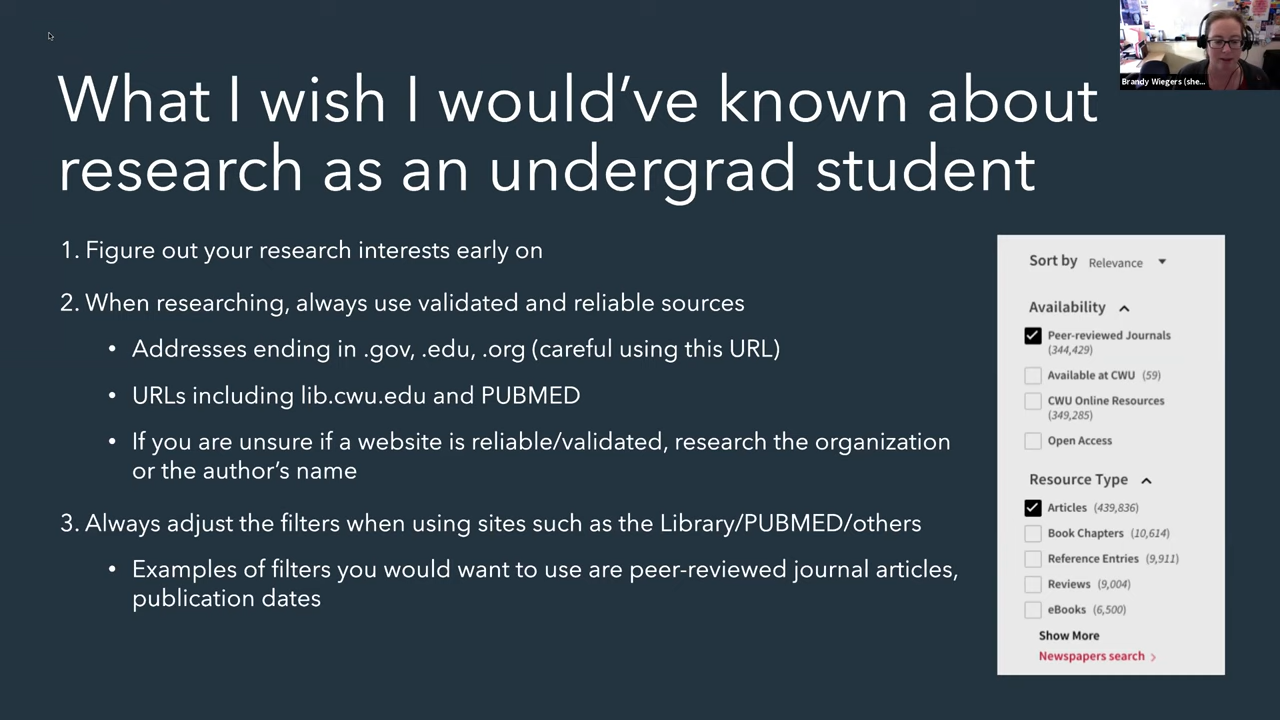 Brandy Wiegers (she...
What I wish I would’ve known about
research as an undergrad student
1. Figure out your research interests early on
2. When researching, always use validated and reliable sources
• Addresses ending in .gov, .edu, .org (careful using this URL)
• URLs including lib.cwu.edu and PUBMED
• If you are unsure if a website is reliable/validated, research the organization
or the author’s name
3. Always adjust the filters when using sites such as the Library/PUBMED/others
• Examples of filters you would want to use are peer-reviewed journal articles,
publication dates
Sort by Relevance
Availability
Peer-reviewed Journals
(344,429)
Available at CWU (59)
CWU Online Resources
(349,285)
Open Access
Resource Type
Articles (439,836)
Book Chapters (10,614)
Reference Entries (9,911)
Reviews (9,004)
eBooks (6,500)
Show More
Newspapers search